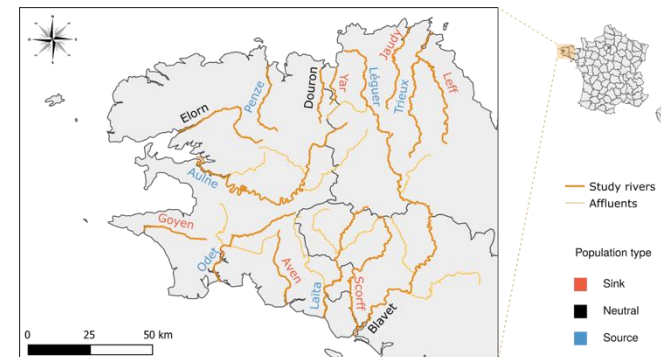 N
Jaudy
Leff
Trieux
Léguer
Yar
Douron
Penze
Elorn
Aulne
Goyen
Odet
Aven
Laïta
Scorff
Blavet
0 25 50 km
Study rivers
Affluents
Population type
Sink
Neutral
Source